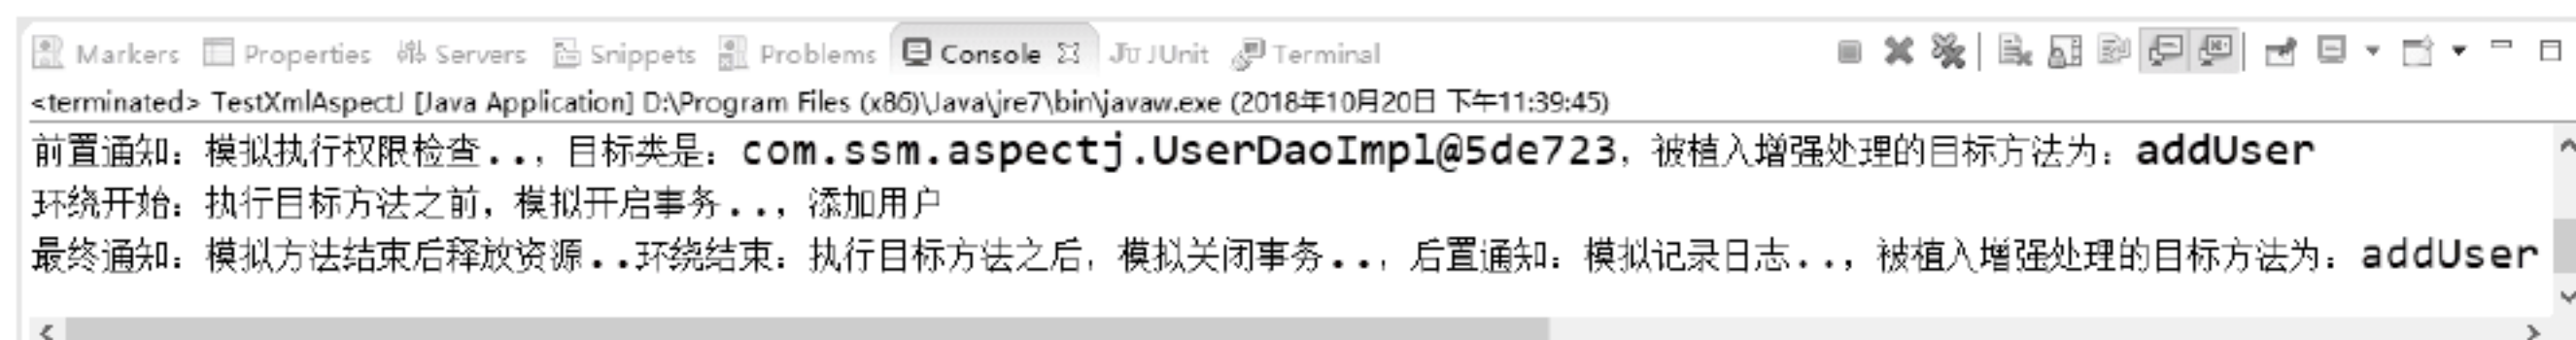 Markers Properties Servers Snippets Problems Console JUnit Terminal
<terminated> TestXmlAspectJ [Java Application] D:\Program Files (x86)\Java\jre7\bin\javaw.exe (2018年10月20日 下午11:39:45)
前置通知：模拟执行权限检查..，目标类是：com.ssm.aspectj.UserDaoImpl@5de723，被植入增强处理的目标方法为：addUser
环绕开始：执行目标方法之前，模拟开启事务..，添加用户
最终通知：模拟方法结束后释放资源..环绕结束：执行目标方法之后，模拟关闭事务..，后置通知：模拟记录日志..，被植入增强处理的目标方法为：addUser